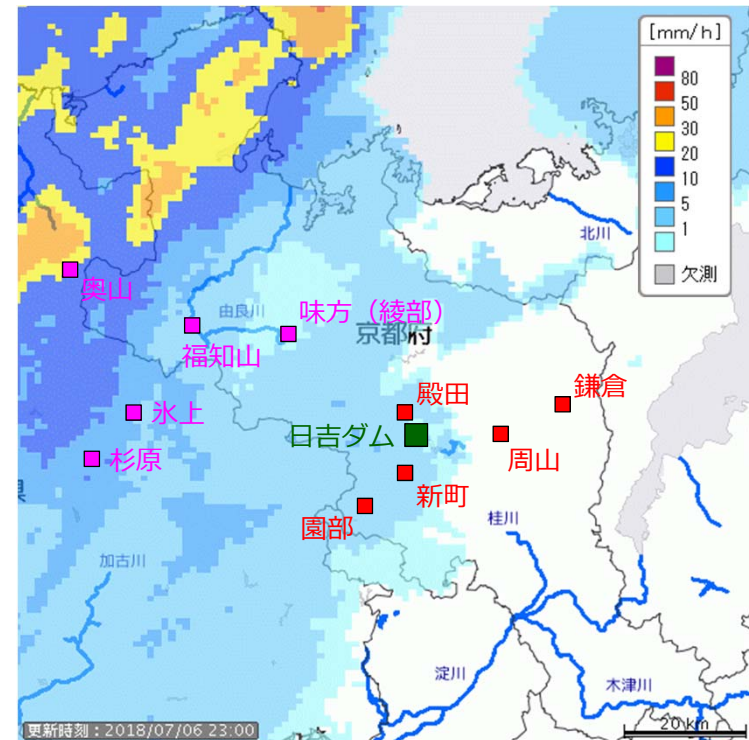 [mm/h]
80
50
30
20
10
5
1
欠測
北川
奥山
由良川
味方（綾部）
京都府
福知山
殿田
鎌倉
氷上
日吉ダム
周山
杉原
新町
園部
桂川
県
加古川
淀川
木津川
更新時刻：2018/07/06 23:00
20 km